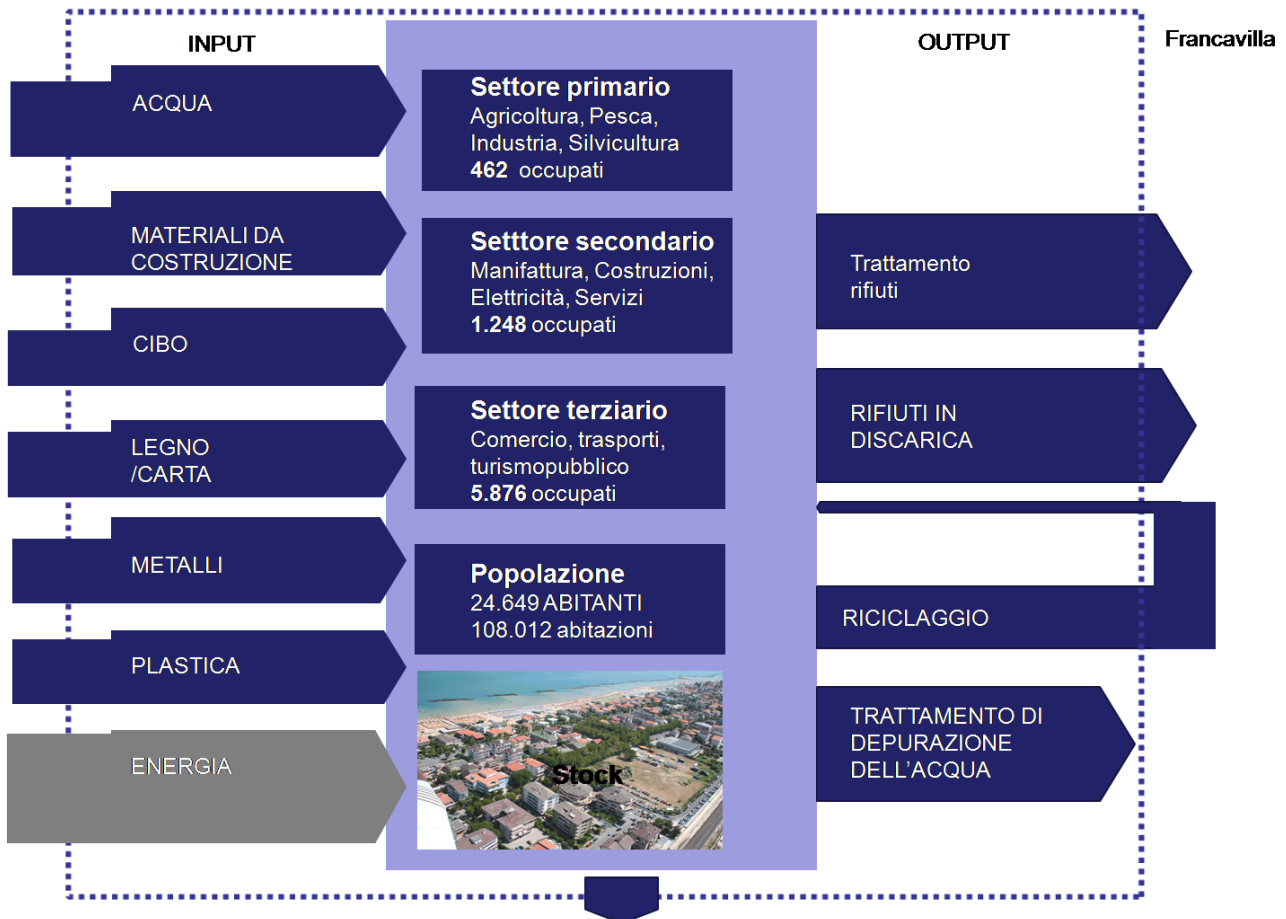 INPUT
OUTPUT
Francavilla
ACQUA
MATERIALI DA
COSTRUZIONE
CIBO
LEGNO
/CARTA
METALLI
PLASTICA
ENERGIA
Settore primario
Agricoltura, Pesca,
Industria, Silvicultura
462 occupati
Setttore secondario
Manifattura, Costruzioni,
Elettricità, Servizi
1.248 occupati
Settore terziario
Comercio, trasporti,
turismopubblico
5.876 occupati
Popolazione
24.649 ABITANTI
108.012 abitazioni
Stock
Trattamento
rifiuti
RIFIUTI IN
DISCARICA
RICICLAGGIO
TRATTAMENTO DI
DEPURAZIONE
DELL'ACQUA